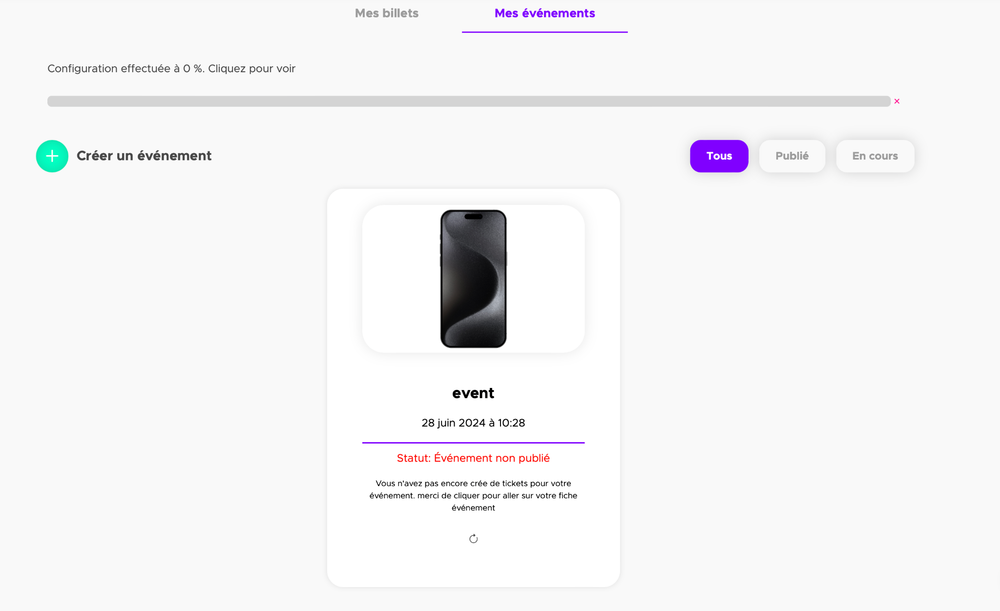 Mes billets
Mes événements
Configuration effectuée à 0 %. Cliquez pour voir
Créer un événement
Tous
Publié
En cours
event
28 juin 2024 à 10:28
Statut: Événement non publié
Vous n'avez pas encore crée de tickets pour votre
événement. merci de cliquer pour aller sur votre fiche
événement